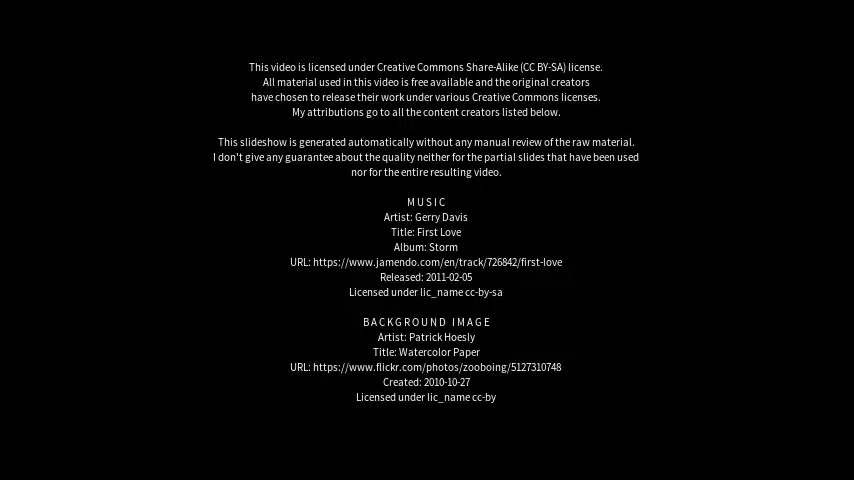 This video is licensed under Creative Commons Share-Alike (CC BY-SA) license.
All material used in this video is free available and the original creators
have chosen to release their work under various Creative Commons licenses.
My attributions go to all the content creators listed below.
This slideshow is generated automatically without any manual review of the raw material.
I don't give any guarantee about the quality neither for the partial slides that have been used
nor for the entire resulting video.
MUSIC
Artist: Gerry Davis
Title: First Love
Album: Storm
URL: https://www.jamendo.com/en/track/726842/first-love
Released: 2011-02-05
Licensed under lic_name cc-by-sa
BACKGROUND IMAGE
Artist: Patrick Hoesly
Title: Watercolor Paper
URL: https://www.flickr.com/photos/zooboing/5127310748
Created: 2010-10-27
Licensed under lic_name cc-by